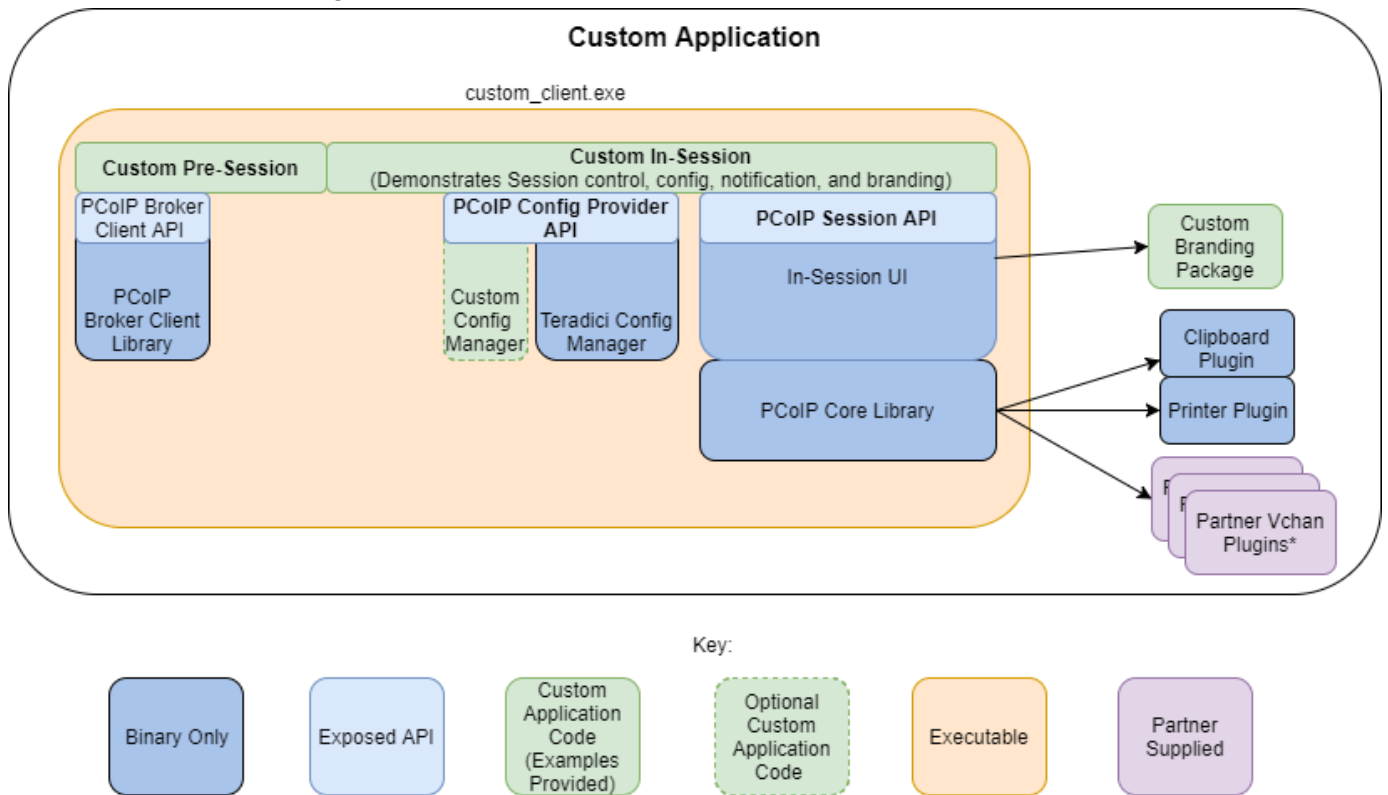 Custom Application
custom_client.exe
Custom Pre-Session
Custom In-Session
(Demonstrates Session control, config, notification, and branding)
PCoIP Broker
Client API
PCoIP Config Provider
API
PCoIP Session API
Custom
Branding
Package
In-Session UI
PCoIP
Broker Client
Library
Custom
Config
Manager
Teradici Config
Manager
Clipboard
Plugin
PCoIP Core Library
Printer Plugin
Partner Vchan
Plugins*
Key:
Binary Only
Exposed API
Custom
Application
Code
(Examples
Provided)
Optional
Custom
Application
Code
Executable
Partner
Supplied